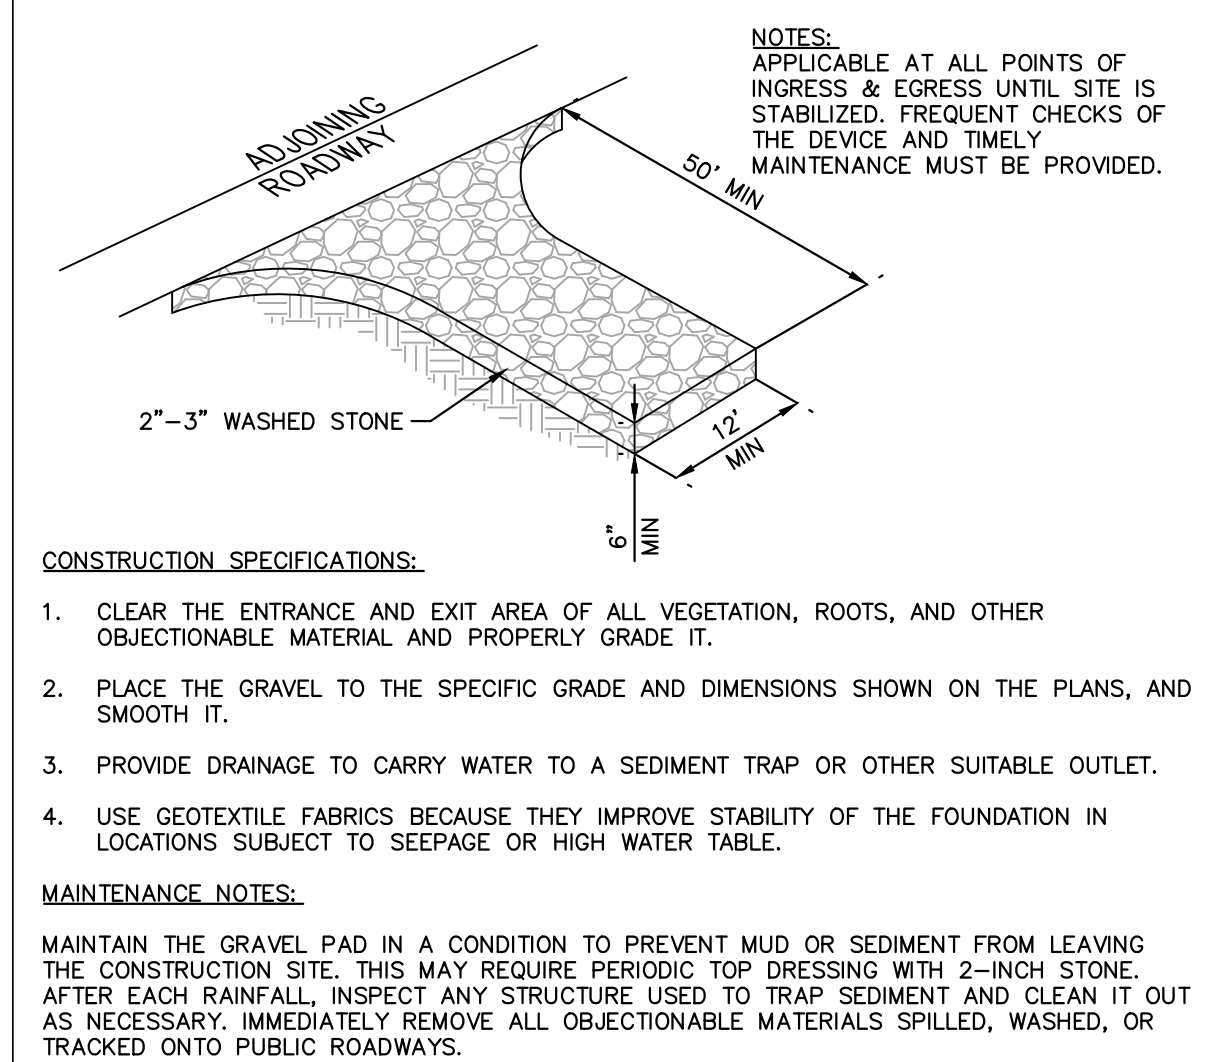 NOTES:
APPLICABLE AT ALL POINTS OF
INGRESS & EGRESS UNTIL SITE IS
STABILIZED. FREQUENT CHECKS OF
THE DEVICE AND TIMELY
MAINTENANCE MUST BE PROVIDED.
ADJOINING
ROADWAY
50' MIN
2"-3" WASHED STONE
12'
MIN
6"
MIN
CONSTRUCTION SPECIFICATIONS:
1. CLEAR THE ENTRANCE AND EXIT AREA OF ALL VEGETATION, ROOTS, AND OTHER
OBJECTIONABLE MATERIAL AND PROPERLY GRADE IT.
2. PLACE THE GRAVEL TO THE SPECIFIC GRADE AND DIMENSIONS SHOWN ON THE PLANS, AND
SMOOTH IT.
3. PROVIDE DRAINAGE TO CARRY WATER TO A SEDIMENT TRAP OR OTHER SUITABLE OUTLET.
4. USE GEOTEXTILE FABRICS BECAUSE THEY IMPROVE STABILITY OF THE FOUNDATION IN
LOCATIONS SUBJECT TO SEEPAGE OR HIGH WATER TABLE.
MAINTENANCE NOTES:
MAINTAIN THE GRAVEL PAD IN A CONDITION TO PREVENT MUD OR SEDIMENT FROM LEAVING
THE CONSTRUCTION SITE. THIS MAY REQUIRE PERIODIC TOP DRESSING WITH 2-INCH STONE.
AFTER EACH RAINFALL, INSPECT ANY STRUCTURE USED TO TRAP SEDIMENT AND CLEAN IT OUT
AS NECESSARY. IMMEDIATELY REMOVE ALL OBJECTIONABLE MATERIALS SPILLED, WASHED, OR
TRACKED ONTO PUBLIC ROADWAYS.